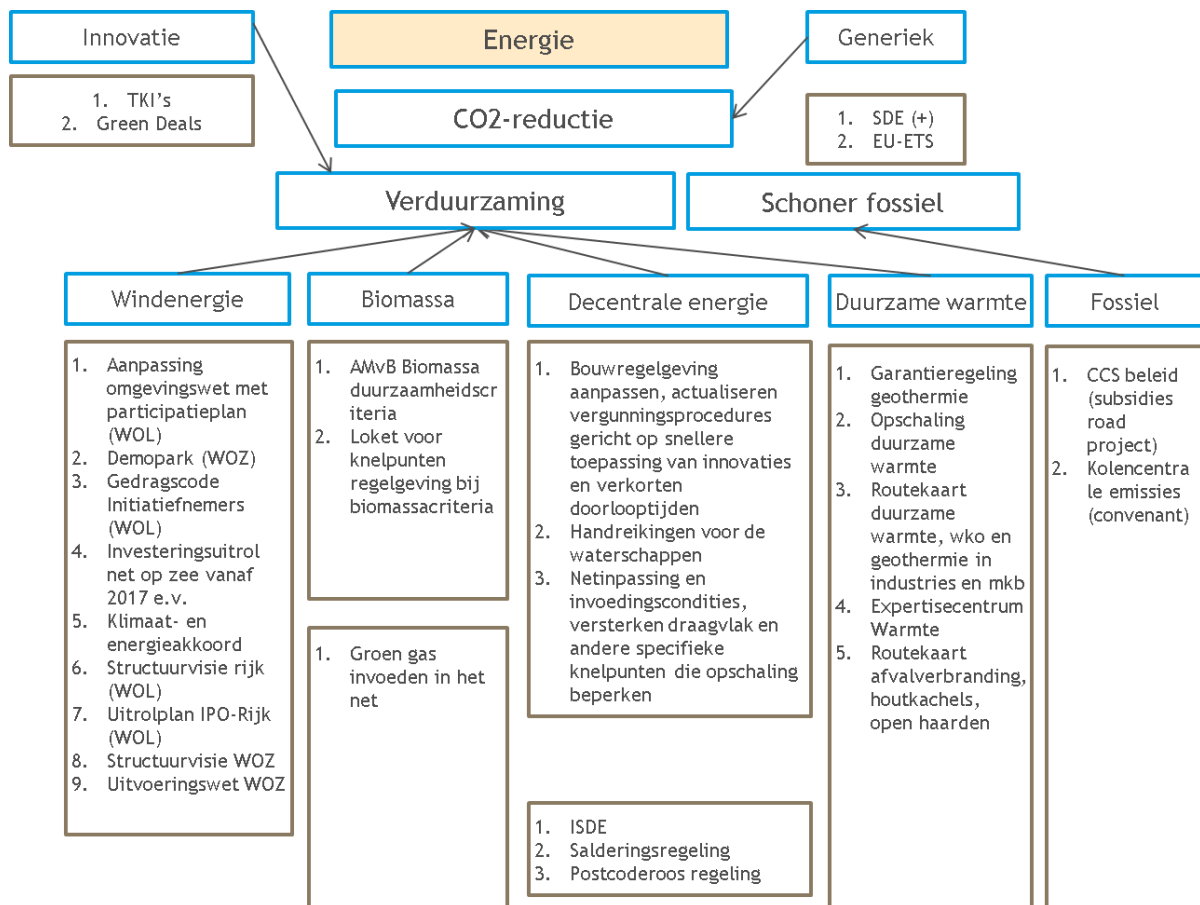 Innovatie
Energie
Generiek
1. TKI's
2. Green Deals
CO2-reductie
1. SDE (+)
2. EU-ETS
Verduurzaming
Schoner fossiel
Windenergie
Biomassa
Decentrale energie
Duurzame warmte
Fossiel
1. Aanpassing
omgevingswet met
participatieplan
(WOL)
2. Demopark (WOZ)
3. Gedragscode
Initiatiefnemers
(WOL)
4. Investeringsuitrol
net op zee vanaf
2017 e.v.
5. Klimaat- en
energieakkoord
6. Structuurvisie rijk
(WOL)
7. Uitrolplan IPO-Rijk
(WOL)
8. Structuurvisie WOZ
9. Uitvoeringswet WOZ
1. AMvB Biomassa
duurzaamheidscr
iteria
2. Loket voor
knelpunten
regelgeving bij
biomassacriteria
1. Groen gas
invoeden in het
net
1. Bouwregelgeving
aanpassen, actualiseren
vergunningsprocedures
gericht op snellere
toepassing van innovaties
en verkorten
doorlooptijden
2. Handreikingen voor de
waterschappen
3. Netinpassing en
invoedingscondities,
versterken draagvlak en
andere specifieke
knelpunten die opschaling
beperken
1. ISDE
2. Salderingsregeling
3. Postcoderoos regeling
1. Garantieregeling
geothermie
2. Opschaling
duurzame
warmte
3. Routekaart
duurzame
warmte, wko en
geothermie in
industries en mkb
4. Expertisecentrum
Warmte
5. Routekaart
afvalverbranding,
houtkachels,
open haarden
1. CCS beleid
(subsidies
road
project)
2. Kolencentra
le emissies
(convenant)